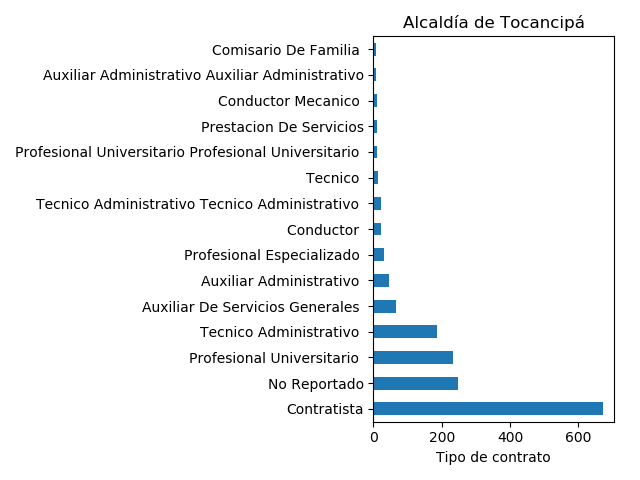 Alcaldía de Tocancipá
Comisario De Familia
Auxiliar Administrativo Auxiliar Administrativo
Conductor Mecanico
Prestacion De Servicios
Profesional Universitario Profesional Universitario
Tecnico
Tecnico Administrativo Tecnico Administrativo
Conductor
Profesional Especializado
Auxiliar Administrativo
Auxiliar De Servicios Generales
Tecnico Administrativo
Profesional Universitario
No Reportado
Contratista
0 200 400 600
Tipo de contrato